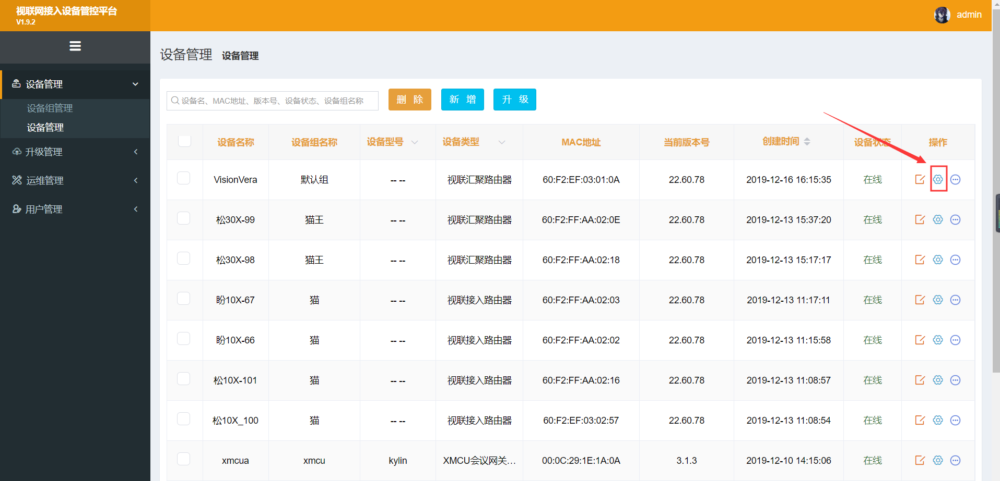 视联网接入设备管控平台
V1.9.2
admin
设备管理
设备组管理
设备管理
升级管理
运维管理
用户管理
设备管理 设备管理
设备名、MAC地址、版本号、设备状态、设备组名称
删 除 新 增 升 级
设备名称 设备组名称 设备型号 设备类型 MAC地址 当前版本号 创建时间 设备状态 操作
VisionVera 默认组 -- -- 视联汇聚路由器 60:F2:EF:03:01:0A 22.60.78 2019-12-16 16:15:35 在线
松30X-99 猫王 -- -- 视联汇聚路由器 60:F2:FF:AA:02:0E 22.60.78 2019-12-13 15:37:20 在线
松30X-98 猫王 -- -- 视联汇聚路由器 60:F2:FF:AA:02:18 22.60.78 2019-12-13 15:17:17 在线
盼10X-67 猫 -- -- 视联接入路由器 60:F2:FF:AA:02:03 22.60.78 2019-12-13 11:17:11 在线
盼10X-66 猫 -- -- 视联接入路由器 60:F2:FF:AA:02:02 22.60.78 2019-12-13 11:15:58 在线
松10X-101 猫 -- -- 视联接入路由器 60:F2:FF:AA:02:16 22.60.78 2019-12-13 11:08:57 在线
松10X_100 猫 -- -- 视联接入路由器 60:F2:EF:03:02:57 22.60.78 2019-12-13 11:08:54 在线
xmcua xmcu kylin XMCU会议网关... 00:0C:29:1E:1A:0A 3.1.3 2019-12-10 14:15:06 在线